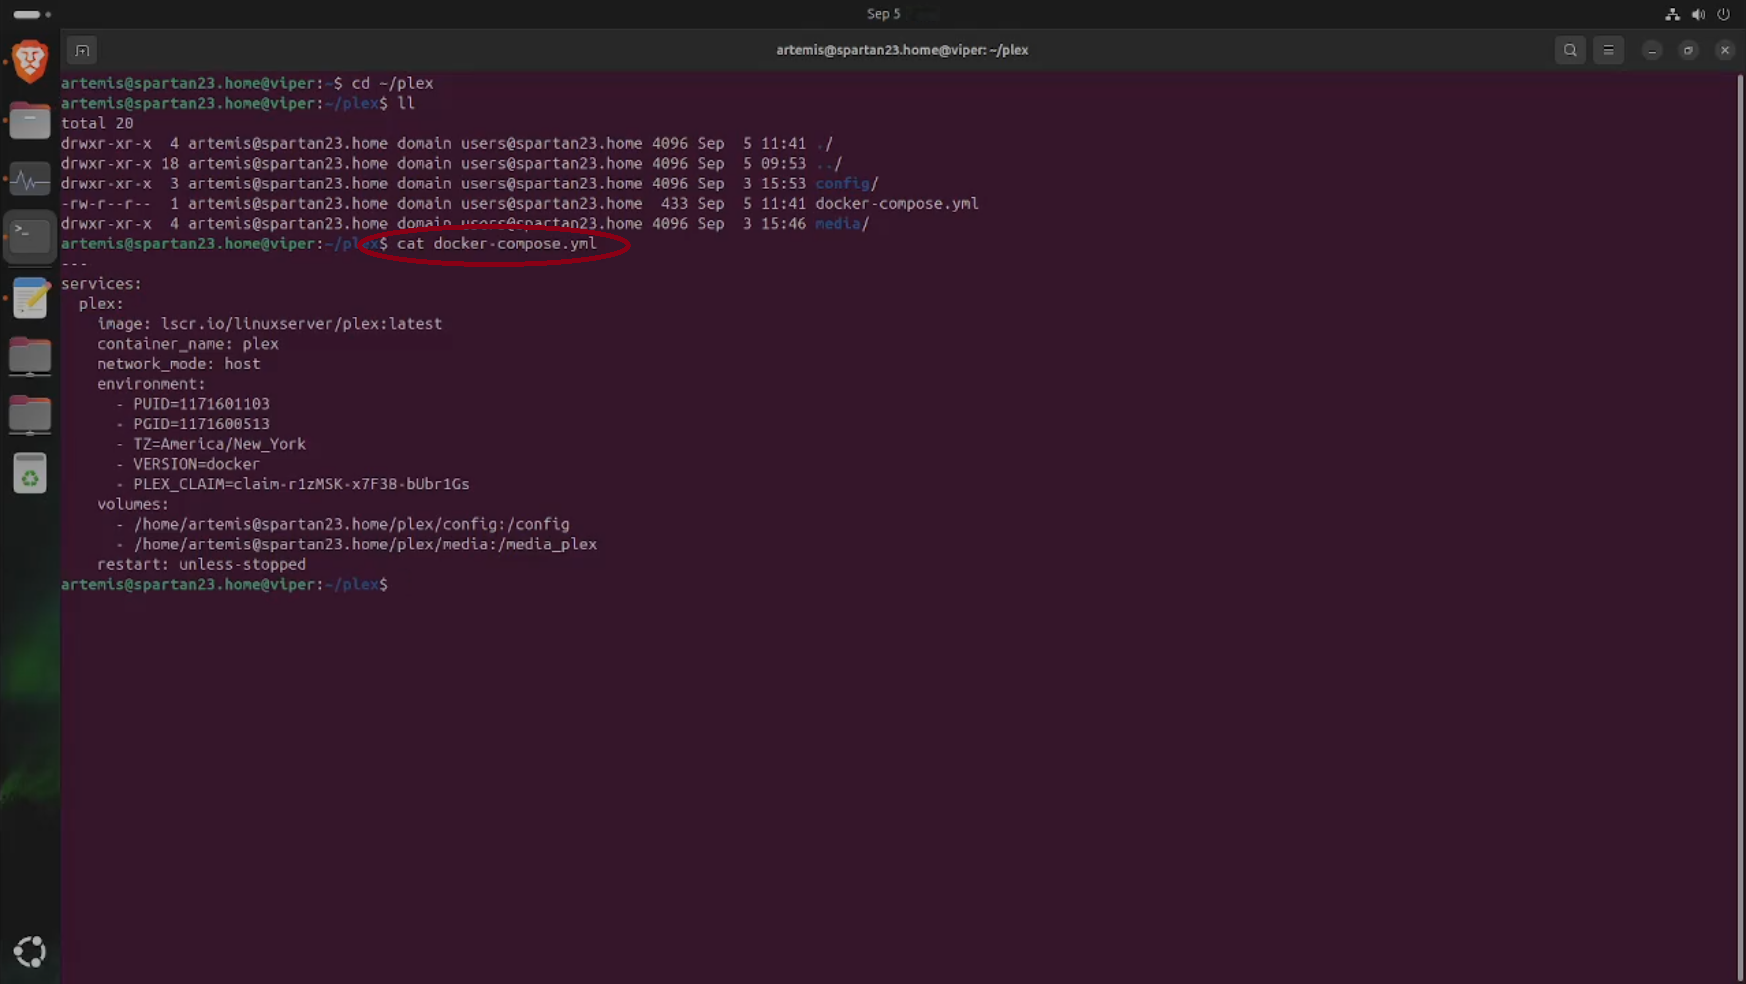 Sep 5
artemis@spartan23.home@viper: ~/plex
artemis@spartan23.home@viper:~$ cd ~/plex
artemis@spartan23.home@viper:~/plex$ ll
total 20
drwxr-xr-x  4 artemis@spartan23.home domain users@spartan23.home 4096 Sep  5 11:41 ./
drwxr-xr-x 18 artemis@spartan23.home domain users@spartan23.home 4096 Sep  5 09:53 ../
drwxr-xr-x  3 artemis@spartan23.home domain users@spartan23.home 4096 Sep  3 15:53 config/
-rw-r--r--  1 artemis@spartan23.home domain users@spartan23.home  433 Sep  5 11:41 docker-compose.yml
drwxr-xr-x  4 artemis@spartan23.home domain users@spartan23.home 4096 Sep  3 15:46 media/
artemis@spartan23.home@viper:~/plex$ cat docker-compose.yml
---
services:
  plex:
    image: lscr.io/linuxserver/plex:latest
    container_name: plex
    network_mode: host
    environment:
      - PUID=1171601103
      - PGID=1171600513
      - TZ=America/New_York
      - VERSION=docker
      - PLEX_CLAIM=claim-r1zMSK-x7F38-bUbr1Gs
    volumes:
      - /home/artemis@spartan23.home/plex/config:/config
      - /home/artemis@spartan23.home/plex/media:/media_plex
    restart: unless-stopped
artemis@spartan23.home@viper:~/plex$